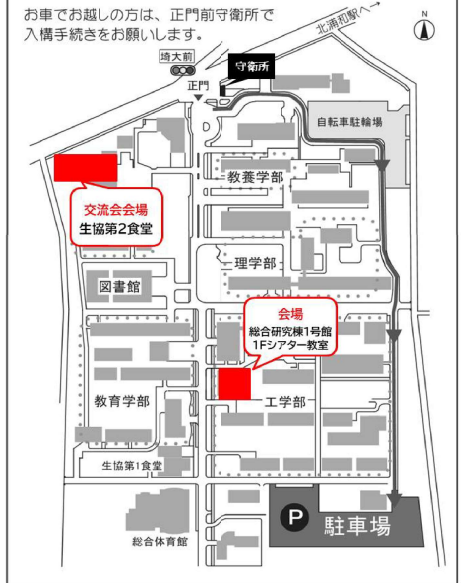 お車でお越しの方は、正門前守衛所で
入構手続きをお願いします。
北浦和駅へ→
N
埼大前
守衛所
正門
自転車駐輪場
教養学部
交流会会場
生協第2食堂
理学部
図書館
会場
総合研究棟1号館
1Fシアター教室
教育学部
工学部
生協第1食堂
P
駐車場
総合体育館